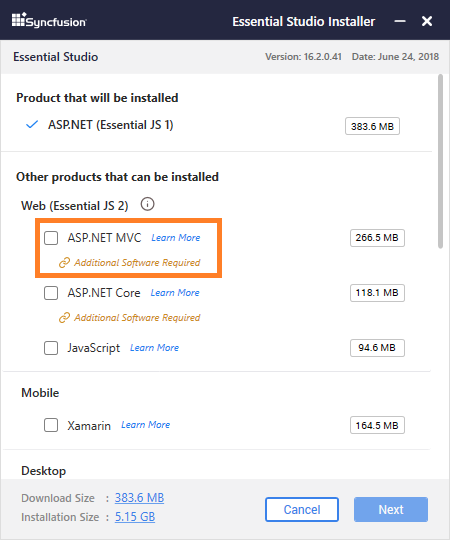 Syncfusion Essential Studio Installer
Essential Studio Version: 16.2.0.41 Date: June 24, 2018
Product that will be installed
ASP.NET (Essential JS 1) 383.6 MB
Other products that can be installed
Web (Essential JS 2)
ASP.NET MVC Learn More 266.5 MB
Additional Software Required
ASP.NET Core Learn More 118.1 MB
Additional Software Required
JavaScript Learn More 94.6 MB
Mobile
Xamarin Learn More 164.5 MB
Desktop
Download Size : 383.6 MB
Installation Size : 5.15 GB
Cancel Next